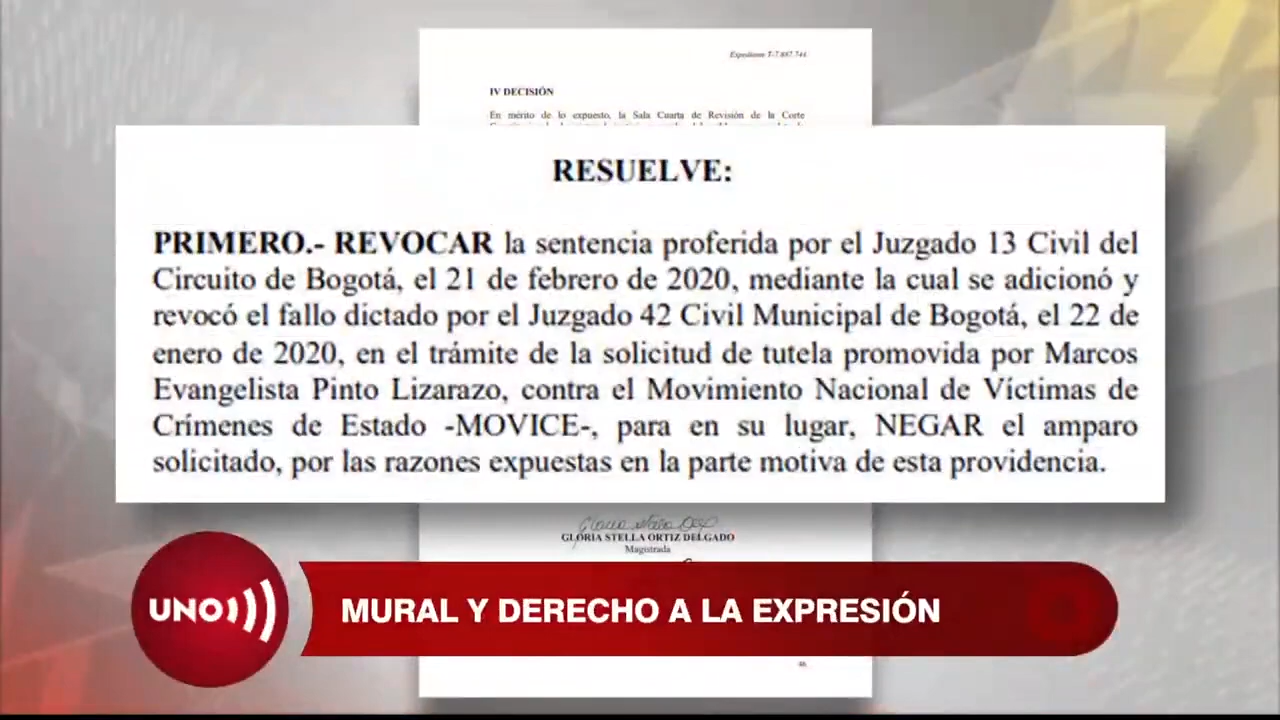 Expediente T-7.887.744
IV DECISIÓN
En mérito de lo expuesto, la Sala Cuarta de Revisión de la Corte
RESUELVE:
PRIMERO.- REVOCAR la sentencia proferida por el Juzgado 13 Civil del
Circuito de Bogotá, el 21 de febrero de 2020, mediante la cual se adicionó y
revocó el fallo dictado por el Juzgado 42 Civil Municipal de Bogotá, el 22 de
enero de 2020, en el trámite de la solicitud de tutela promovida por Marcos
Evangelista Pinto Lizarazo, contra el Movimiento Nacional de Víctimas de
Crímenes de Estado -MOVICE-, para en su lugar, NEGAR el amparo
solicitado, por las razones expuestas en la parte motiva de esta providencia.
GLORIA STELLA ORTIZ DELGADO
Magistrada
UNO
MURAL Y DERECHO A LA EXPRESIÓN